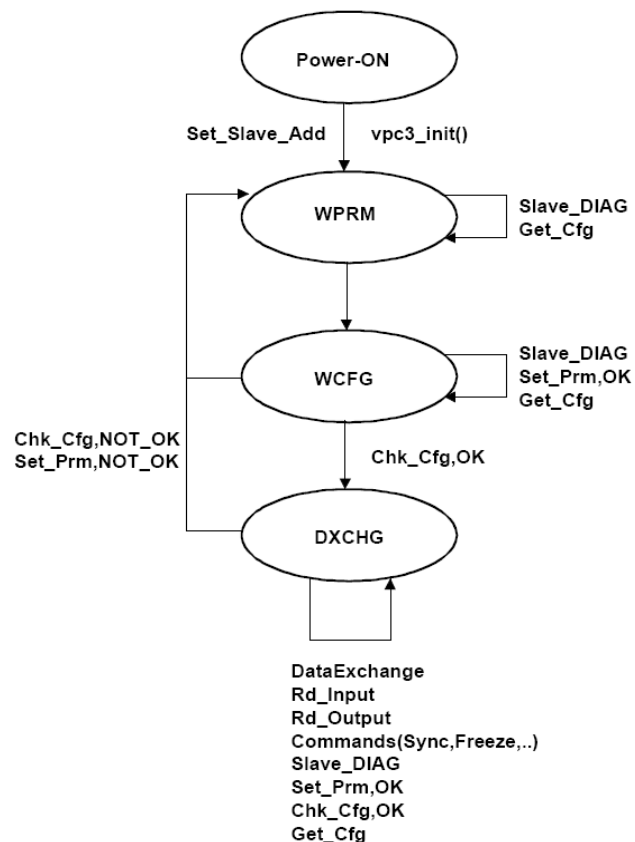 Power-ON
Set_Slave_Add vpc3_init()
WPRM
Slave_DIAG
Get_Cfg
WCFG
Slave_DIAG
Set_Prm,OK
Get_Cfg
Chk_Cfg,NOT_OK
Set_Prm,NOT_OK
Chk_Cfg,OK
DXCHG
DataExchange
Rd_Input
Rd_Output
Commands(Sync,Freeze,..)
Slave_DIAG
Set_Prm,OK
Chk_Cfg,OK
Get_Cfg